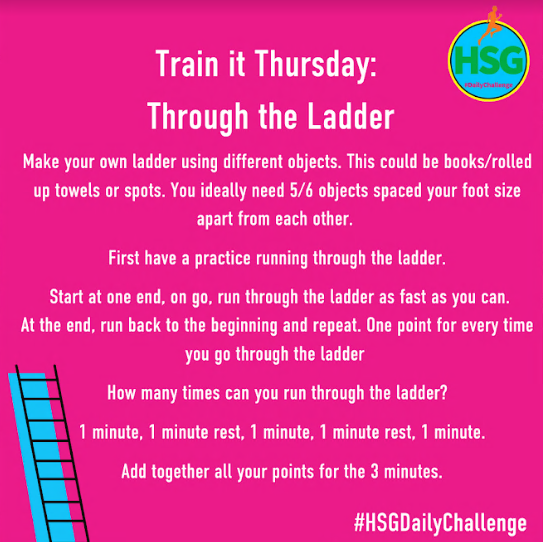 Train it Thursday:
HSG
#DailyChallenge
Through the Ladder
Make your own ladder using different objects. This could be books/rolled
up towels or spots. You ideally need 5/6 objects spaced your foot size
apart from each other.
First have a practice running through the ladder.
Start at one end, on go, run through the ladder as fast as you can.
At the end, run back to the beginning and repeat. One point for every time
you go through the ladder
How many times can you run through the ladder?
1 minute, 1 minute rest, 1 minute, 1 minute rest, 1 minute.
Add together all your points for the 3 minutes.
#HSGDailyChallenge